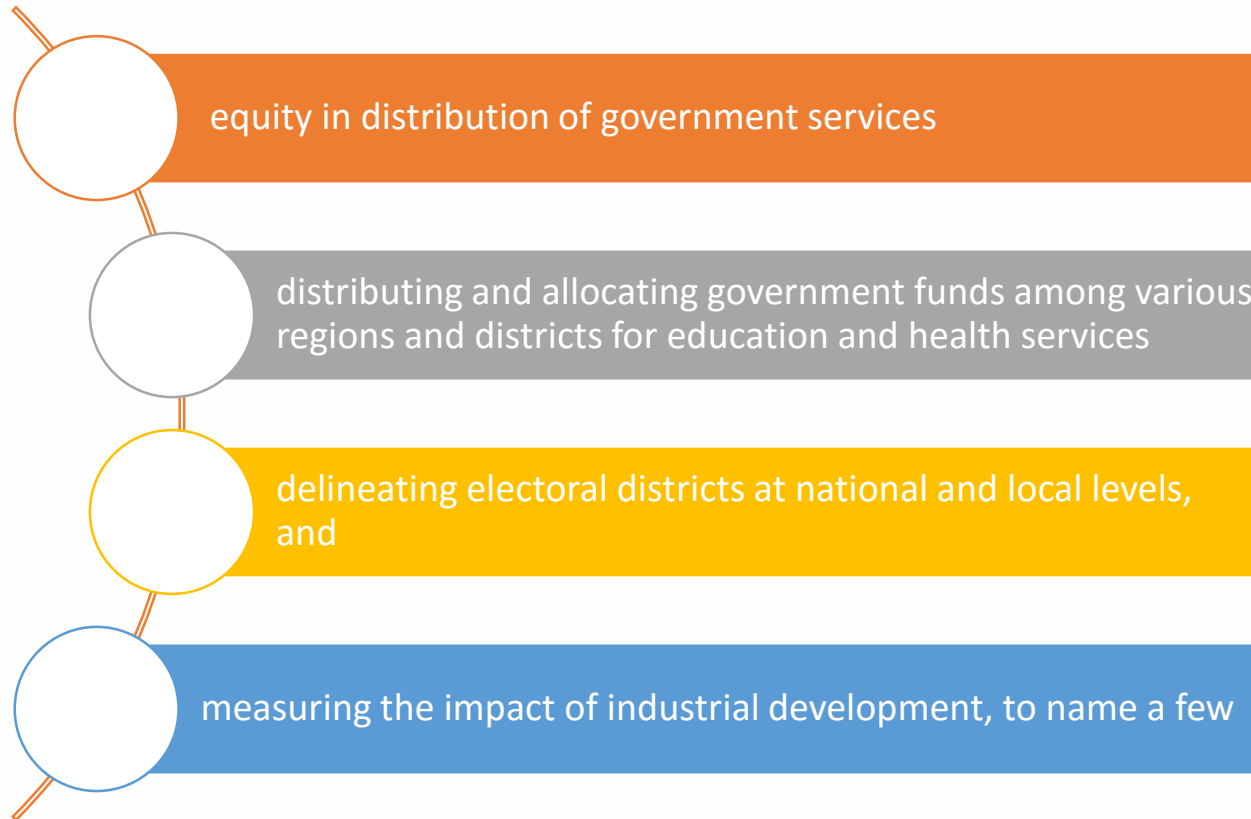 equity in distribution of government services
distributing and allocating government funds among various
regions and districts for education and health services
delineating electoral districts at national and local levels,
and
measuring the impact of industrial development, to name a few